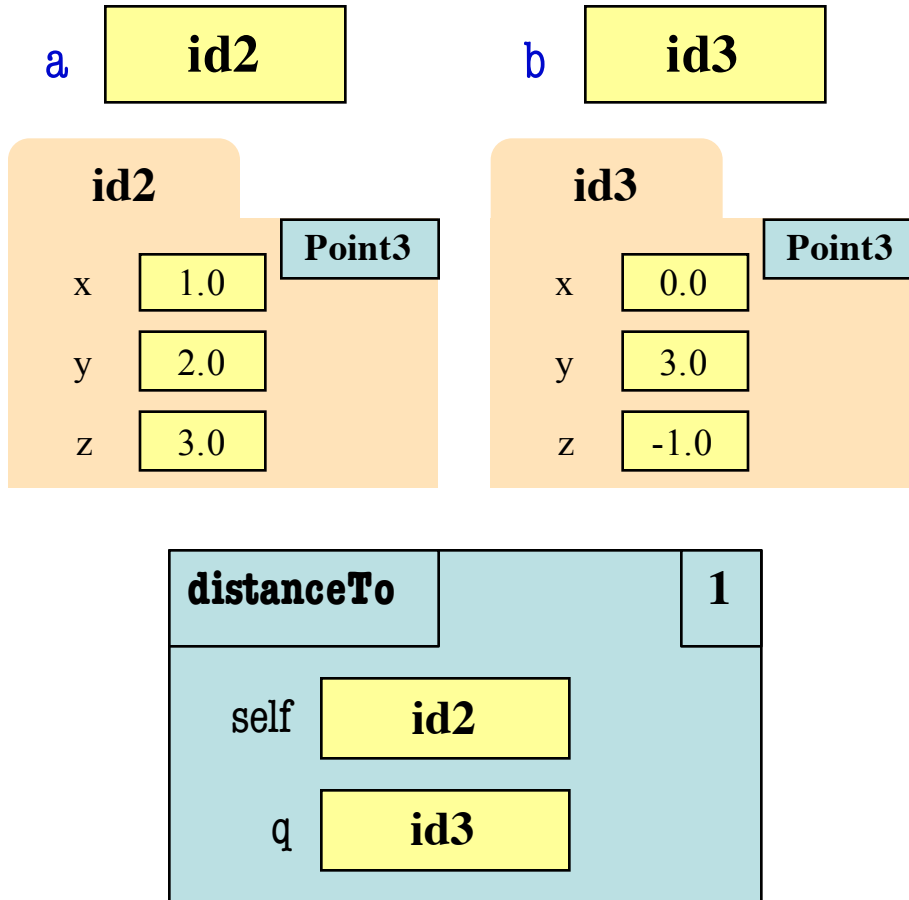 a id2 b id3
id2 id3
Point3 Point3
x 1.0 x 0.0
y 2.0 y 3.0
z 3.0 z -1.0
distanceTo 1
self id2
q id3